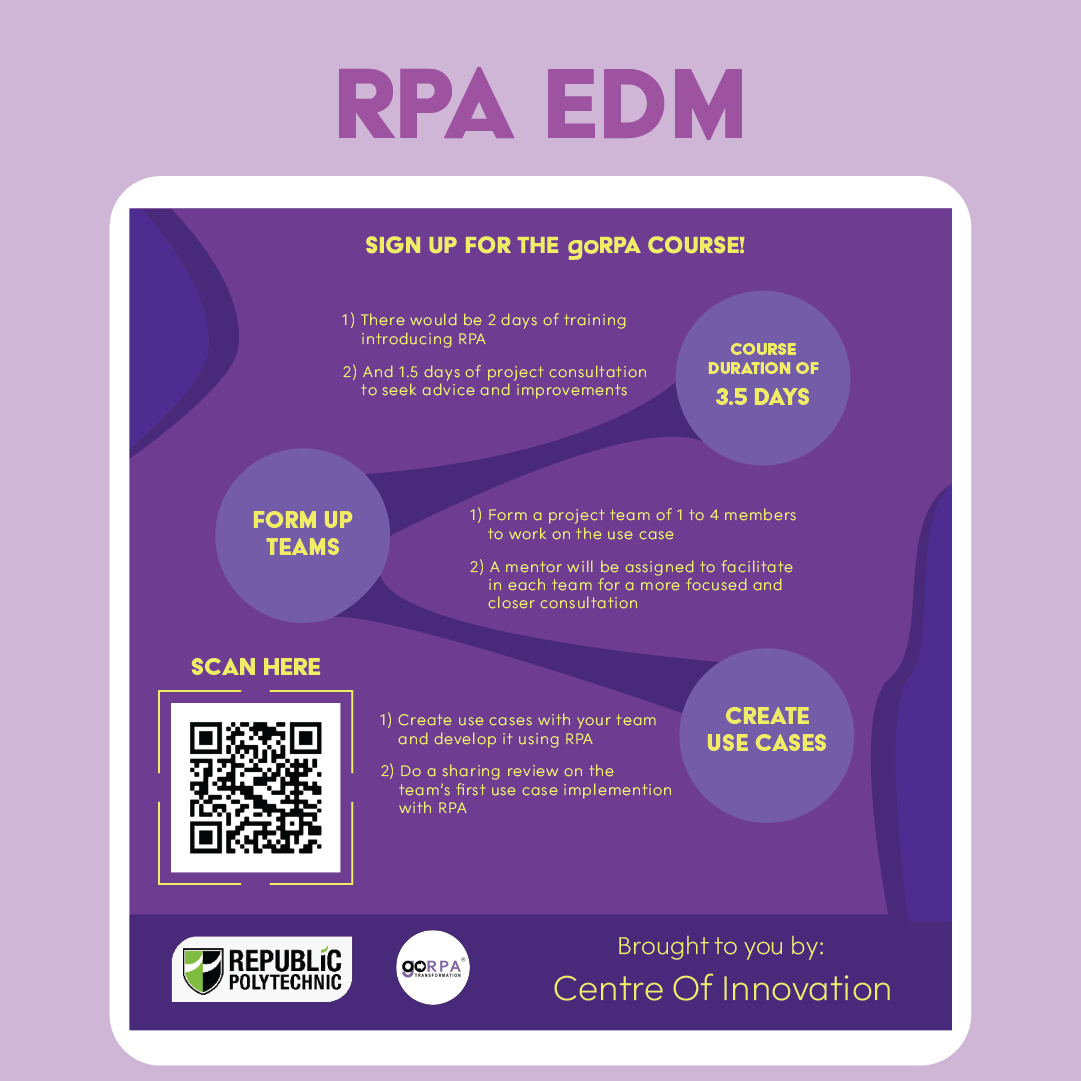 RPA EDM
SIGN UP FOR THE goRPA COURSE!
1) There would be 2 days of training
introducing RPA
2) And 1.5 days of project consultation
to seek advice and improvements
COURSE
DURATION OF
3.5 DAYS
FORM UP
TEAMS
1) Form a project team of 1 to 4 members
to work on the use case
2) A mentor will be assigned to facilitate
in each team for a more focused and
closer consultation
SCAN HERE
1) Create use cases with your team
and develop it using RPA
2) Do a sharing review on the
team's first use case implemention
with RPA
CREATE
USE CASES
REPUBLIC
POLYTECHNIC
goRPA®
TRANSFORMATION
Brought to you by:
Centre Of Innovation